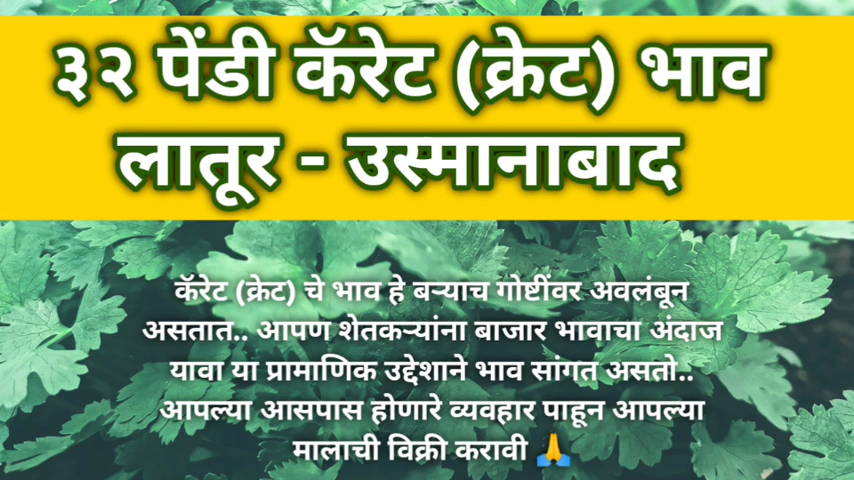 ३२ पेंडी कॅरेट (क्रेट) भाव
लातूर - उस्मानाबाद
कॅरेट (क्रेट) चे भाव हे बऱ्याच गोष्टींवर अवलंबून
असतात.. आपण शेतकऱ्यांना बाजार भावाचा अंदाज
यावा या प्रामाणिक उद्देशाने भाव सांगत असतो..
आपल्या आसपास होणारे व्यवहार पाहून आपल्या
मालाची विक्री करावी 🙏